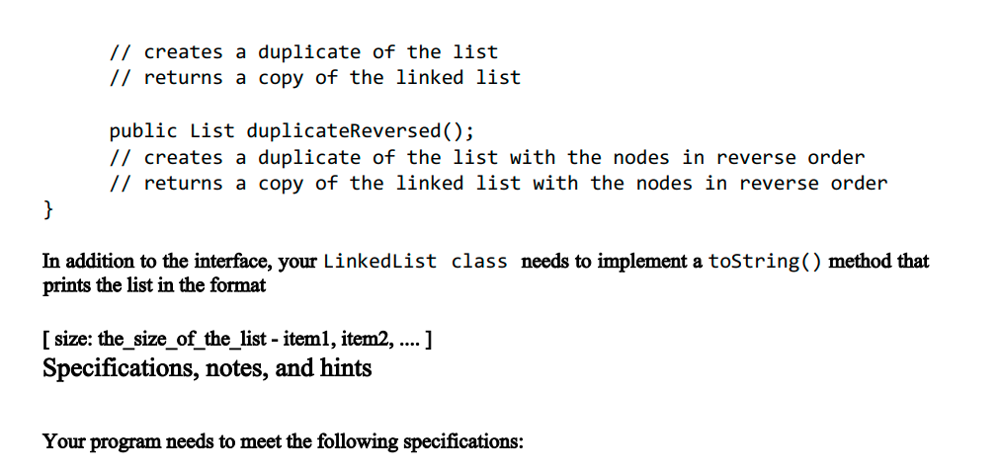 // creates a duplicate of the list
// returns a copy of the linked list
public List duplicateReversed();
// creates a duplicate of the list with the nodes in reverse order
// returns a copy of the linked list with the nodes in reverse order
}
In addition to the interface, your LinkedList class needs to implement a toString() method that
prints the list in the format
[ size: the_size_of_the_list - item1, item2, .... ]
Specifications, notes, and hints
Your program needs to meet the following specifications: